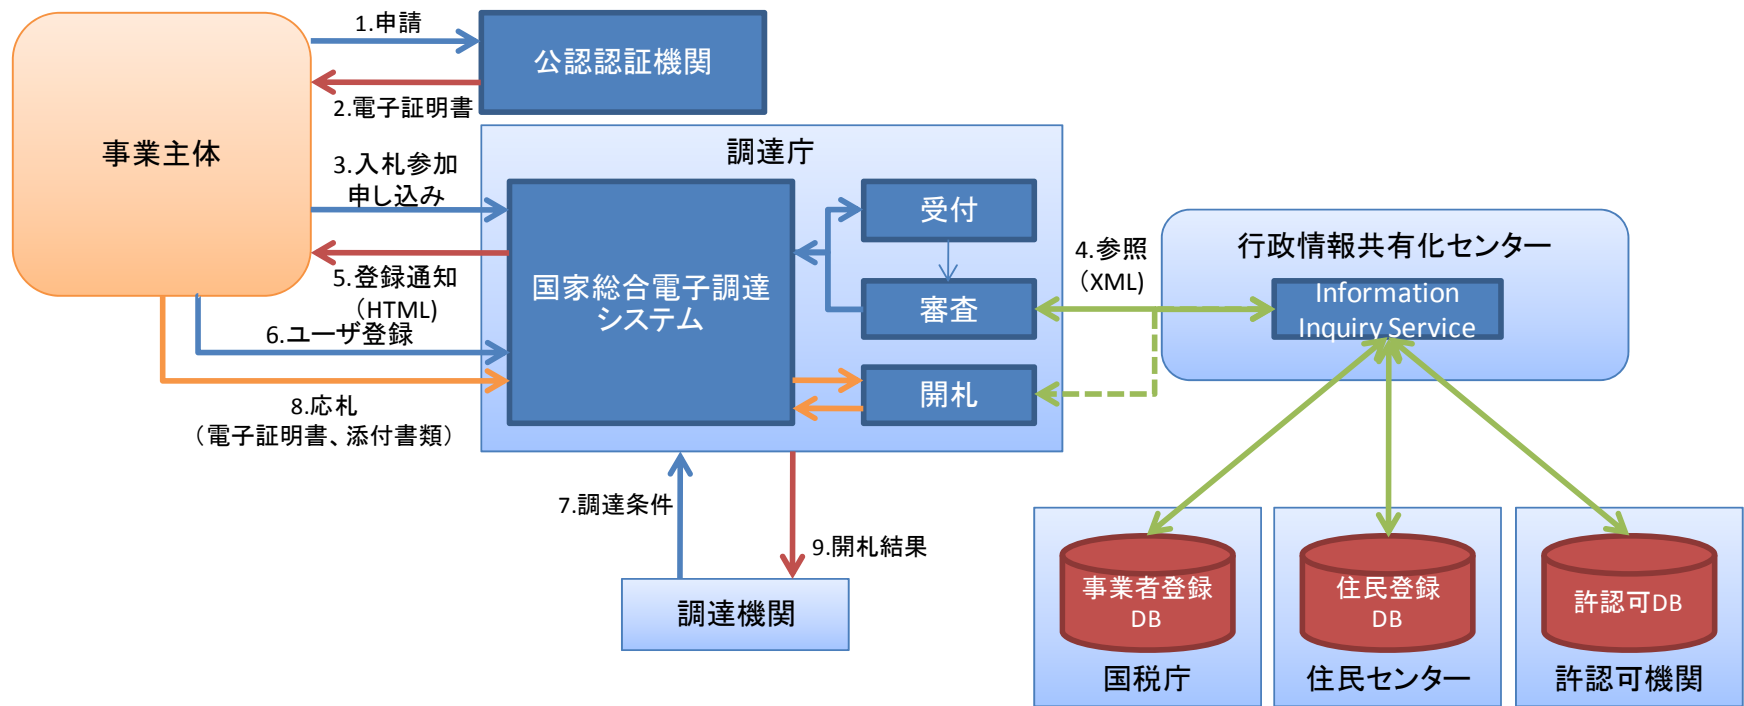 1.申請
公認認証機関
2.電子証明書
事業主体
3.入札参加
申し込み
調達庁
国家総合電子調達
システム
受付
審査
開札
4.参照
（XML)
行政情報共有化センター
Information
Inquiry Service
5.登録通知
（HTML)
6.ユーザ登録
8.応札
（電子証明書、添付書類）
7.調達条件
9.開札結果
調達機関
事業者登録
DB
国税庁
住民登録
DB
住民センター
許認可DB
許認可機関